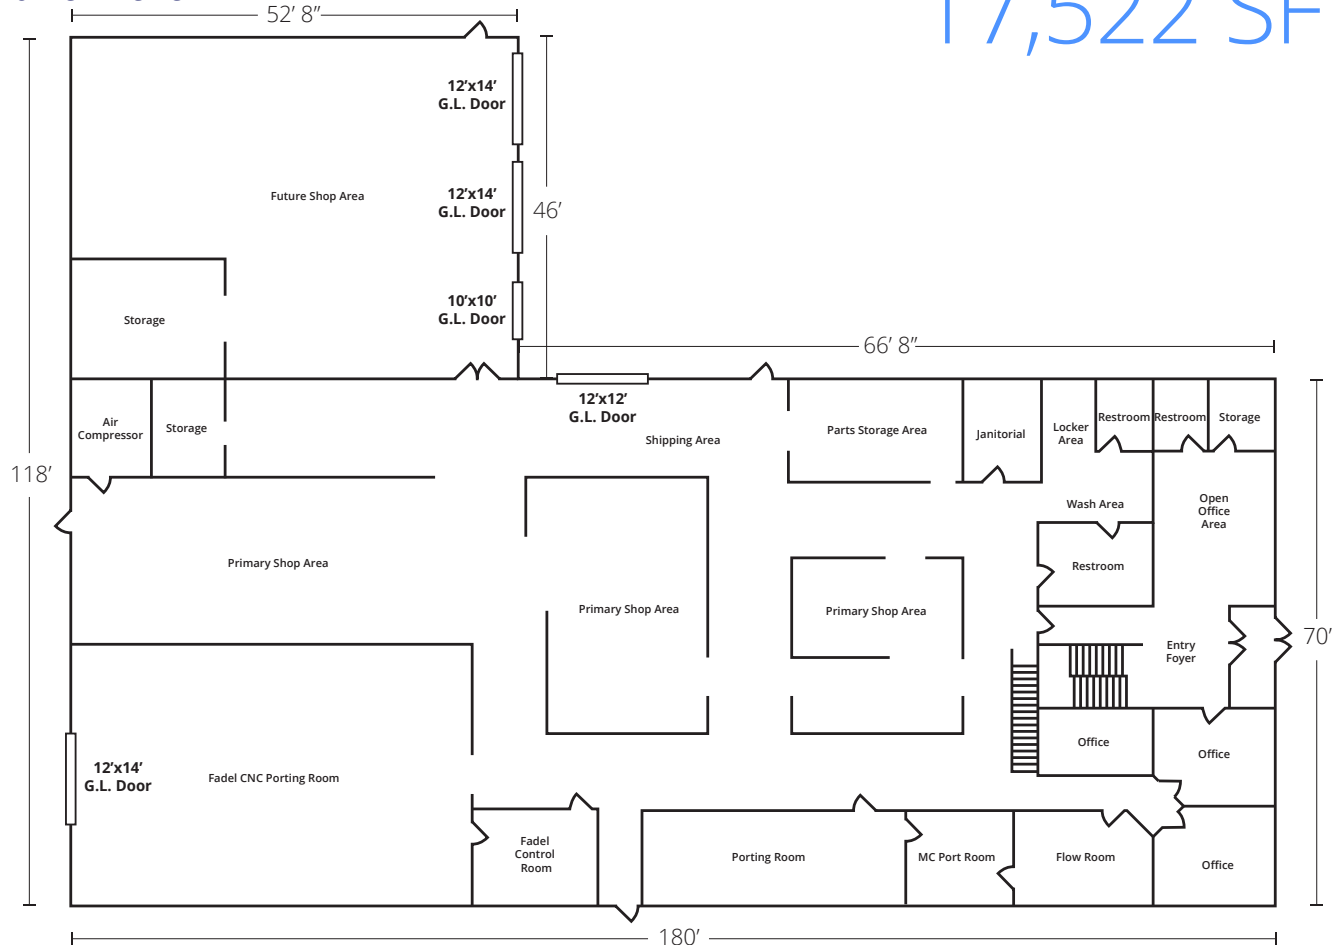 17,522 SF
52’ 8”
12’x14’
G.L. Door
Future Shop Area
12’x14’
G.L. Door
46’
10’x10’
G.L. Door
Storage
66’ 8”
12’x12’
G.L. Door
Air
Compressor
Storage
Shipping Area
Parts Storage Area
Janitorial
Locker
Area
Restroom
Restroom
Storage
118’
Wash Area
Open
Office
Area
Primary Shop Area
Restroom
Primary Shop Area
Primary Shop Area
Entry
Foyer
70’
12’x14’
G.L. Door
Fadel CNC Porting Room
Office
Office
Fadel
Control
Room
Porting Room
MC Port Room
Flow Room
Office
180’